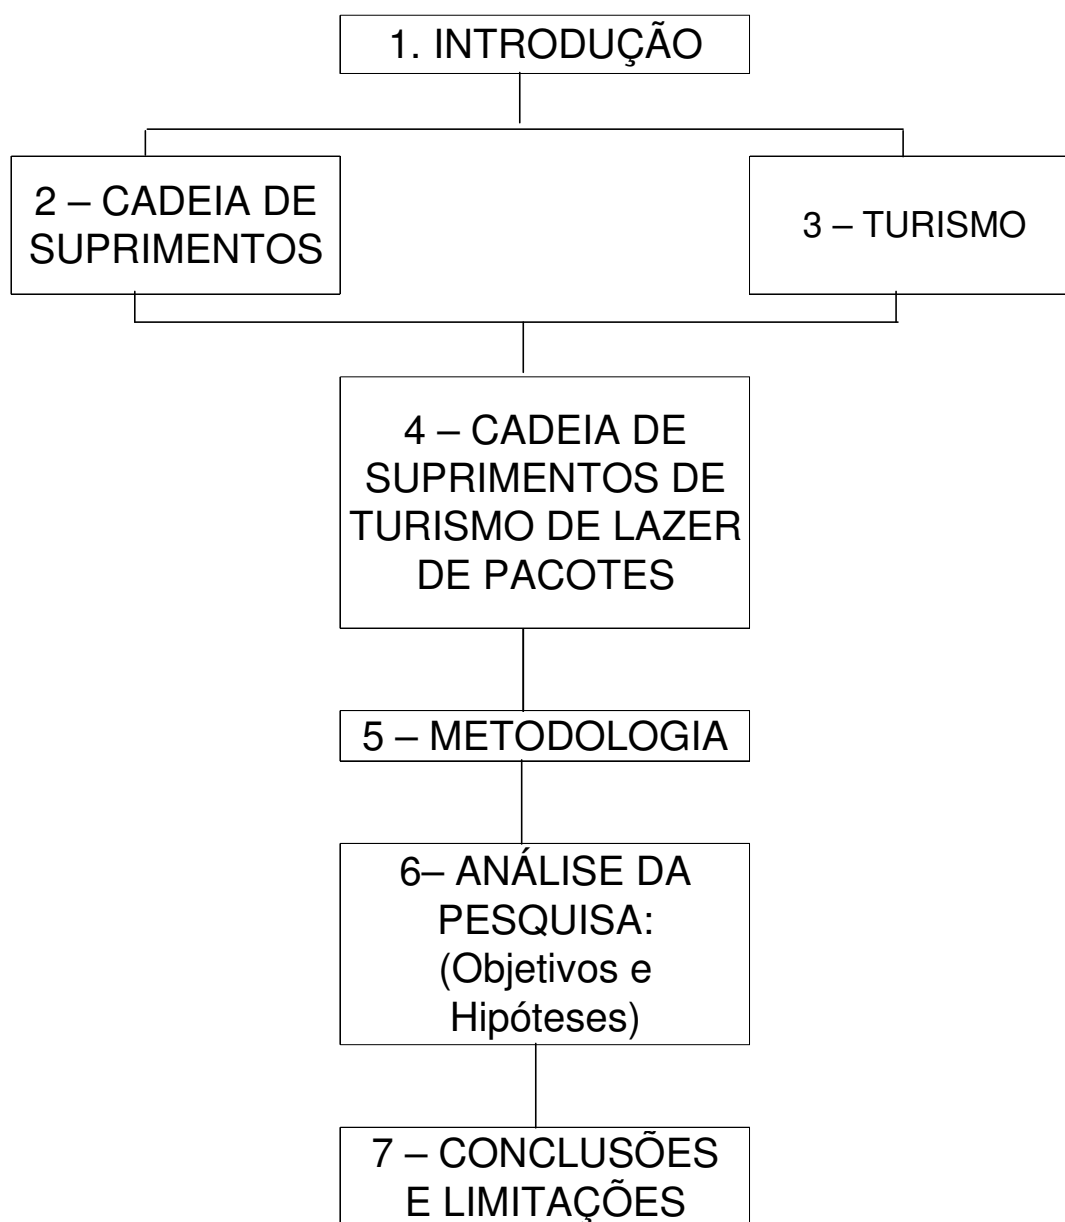 1. INTRODUÇÃO
2 – CADEIA DE
SUPRIMENTOS
3 – TURISMO
4 – CADEIA DE
SUPRIMENTOS DE
TURISMO DE LAZER
DE PACOTES
5 – METODOLOGIA
6– ANÁLISE DA
PESQUISA:
(Objetivos e
Hipóteses)
7 – CONCLUSÕES
E LIMITAÇÕES